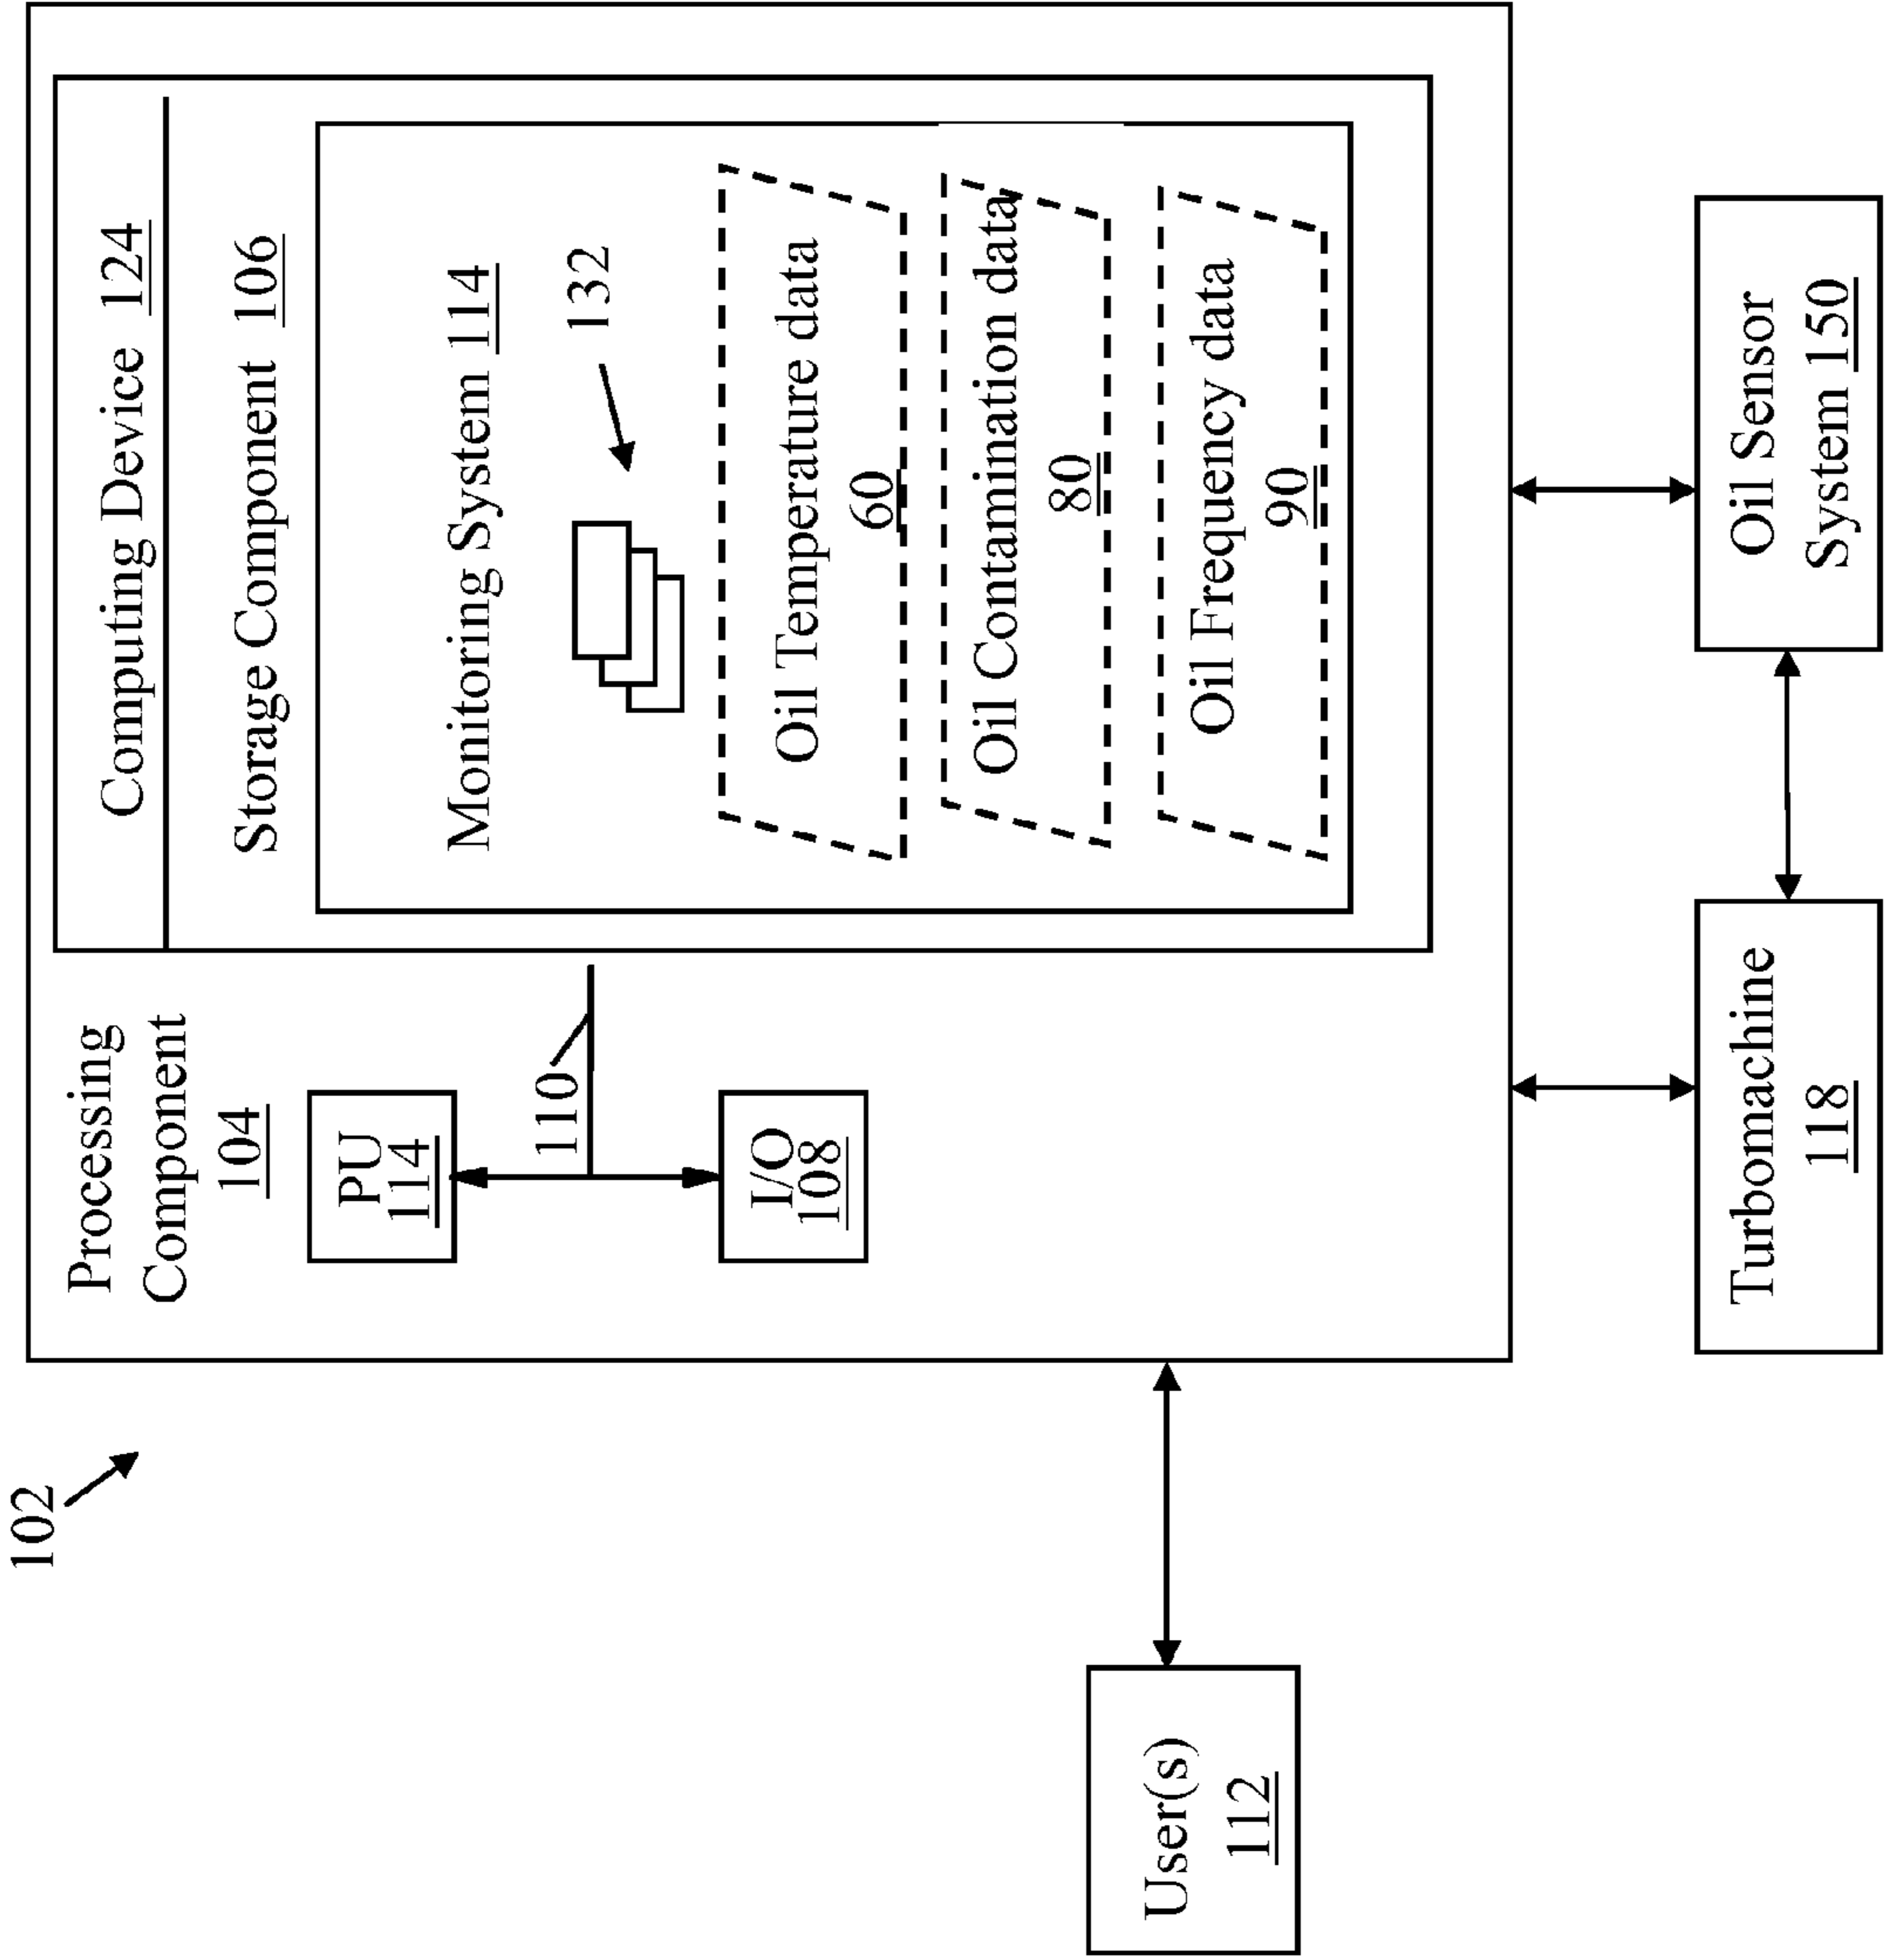 102
Processing
Component
104
Computing Device 124
Storage Component 106
PU
114
110
I/O
108
Monitoring System 114
132
Oil Temperature data
60
Oil Contamination data
80
Oil Frequency data
90
User(s)
112
Turbomachine
118
Oil Sensor
System 150